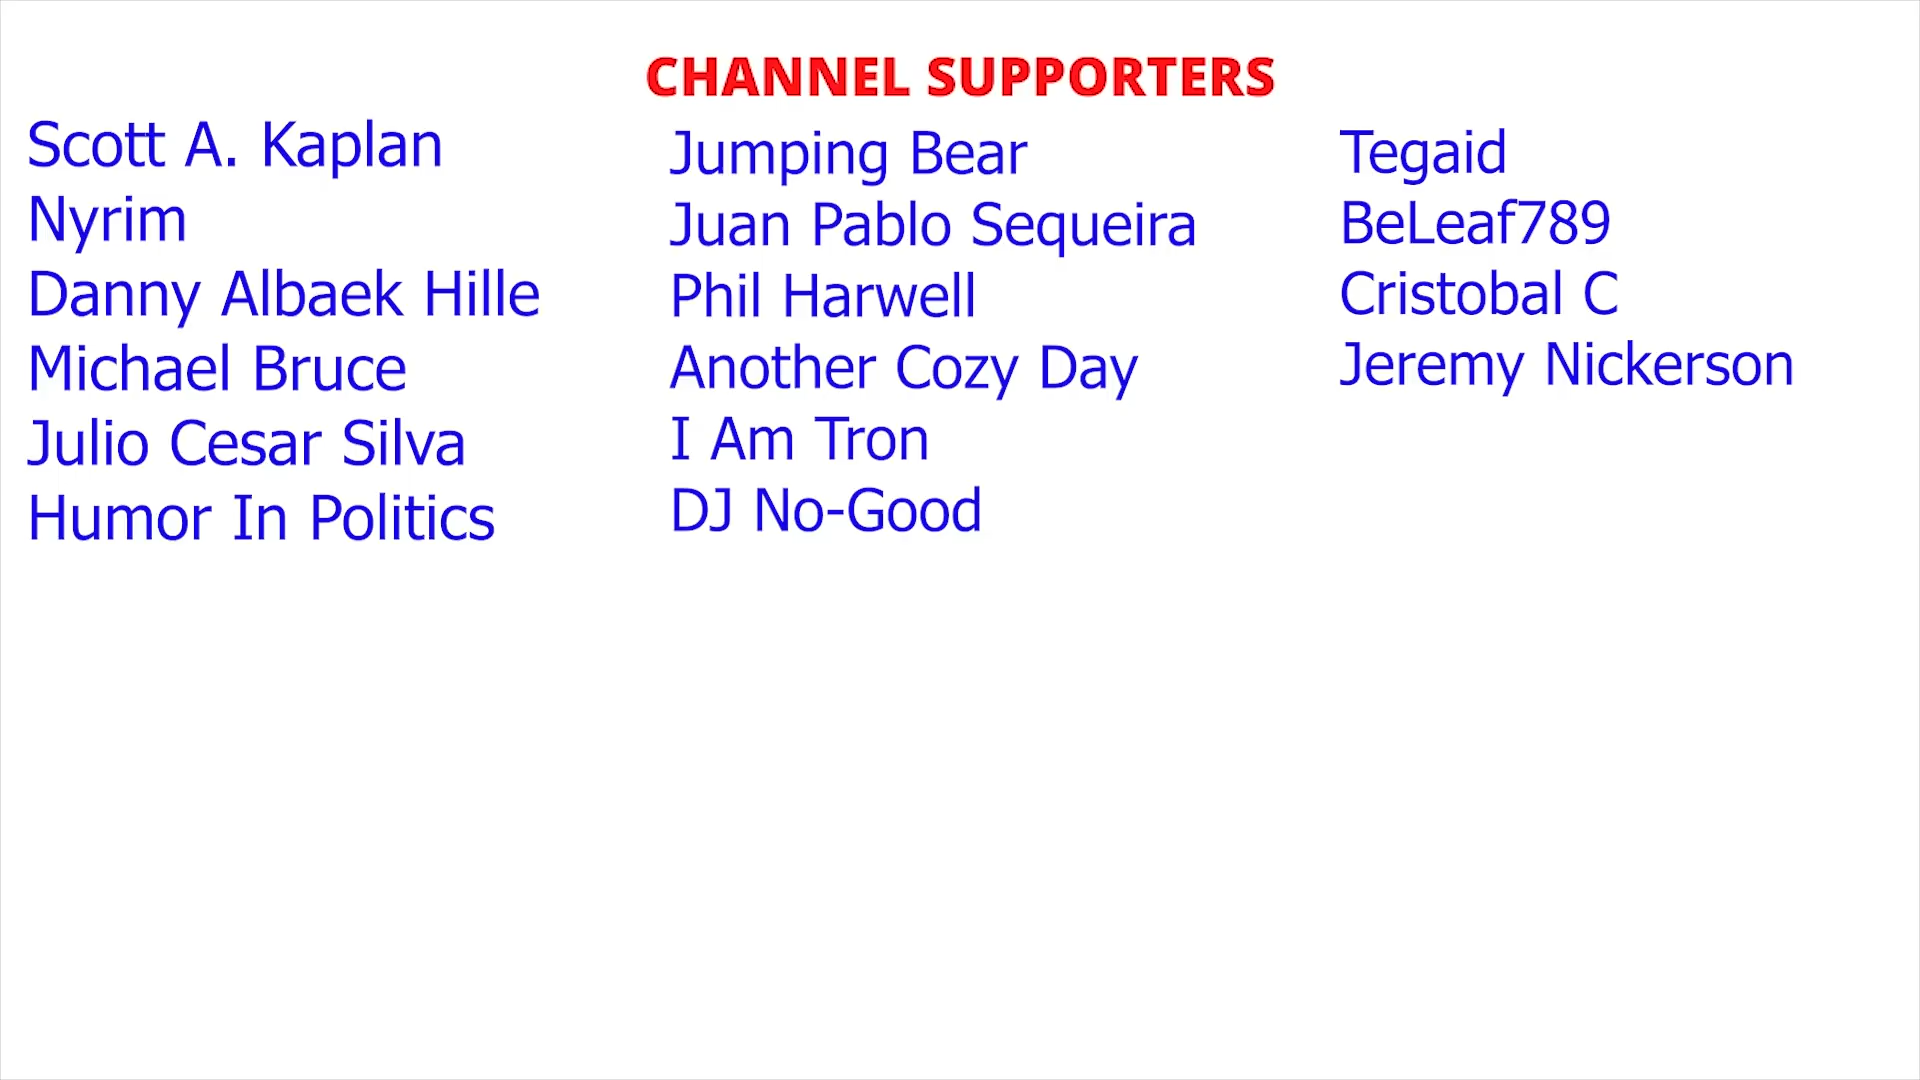 CHANNEL SUPPORTERS
Scott A. Kaplan
Nyrim
Danny Albaek Hille
Michael Bruce
Julio Cesar Silva
Humor In Politics
Jumping Bear
Juan Pablo Sequeira
Phil Harwell
Another Cozy Day
I Am Tron
DJ No-Good
Tegaid
BeLeaf789
Cristobal C
Jeremy Nickerson